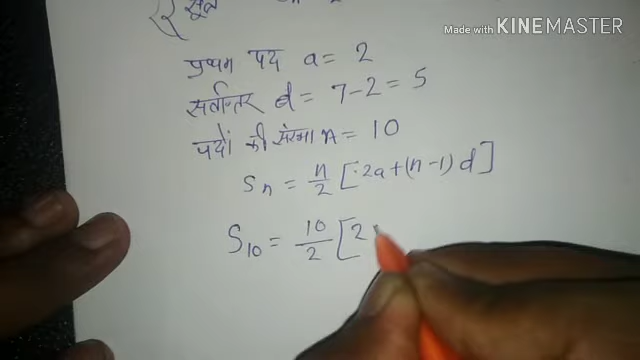 Made with KINEMASTER
सूत्र
प्रथम पद a = 2
सर्वान्तर d = 7-2 = 5
पदों की संख्या n = 10
Sn = n/2 [2a+(n-1)d]
S10 = 10/2 [2